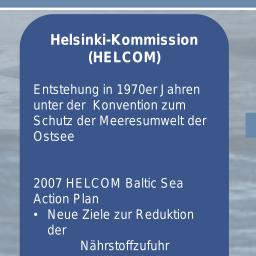 Helsinki-Kommission
(HELCOM)
Entstehung in 1970er Jahren
unter der Konvention zum
Schutz der Meeresumwelt der
Ostsee
2007 HELCOM Baltic Sea
Action Plan
• Neue Ziele zur Reduktion
der
Nährstoffzufuhr